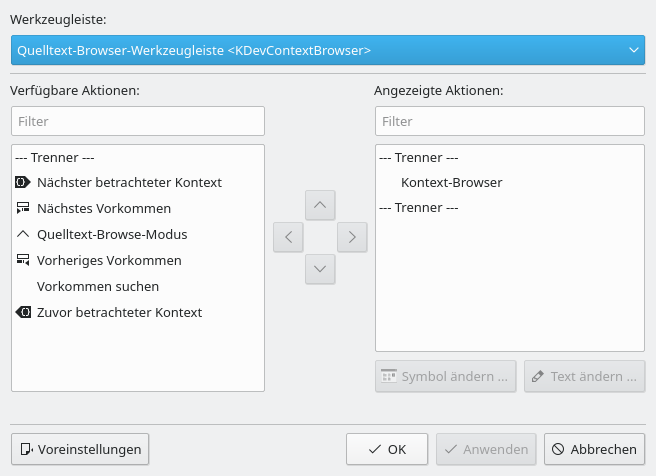 Werkzeugleiste:
Quelltext-Browser-Werkzeugleiste <KDevContextBrowser>
Verfügbare Aktionen:
Filter
--- Trenner ---
Nächster betrachteter Kontext
Nächstes Vorkommen
Quelltext-Browse-Modus
Vorheriges Vorkommen
Vorkommen suchen
Zuvor betrachteter Kontext
Angezeigte Aktionen:
Filter
--- Trenner ---
Kontext-Browser
--- Trenner ---
Symbol ändern ...
Text ändern ...
Voreinstellungen
OK
Anwenden
Abbrechen